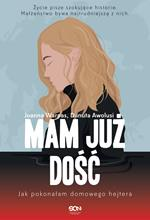 Życie pisze szokujące historie.
Małżeństwo bywa najtrudniejszą z nich.
Joanna Warpas, Danuta Awolusi
MAM JUŻ
DOŚĆ
Jak pokonałam domowego hejtera
SQN